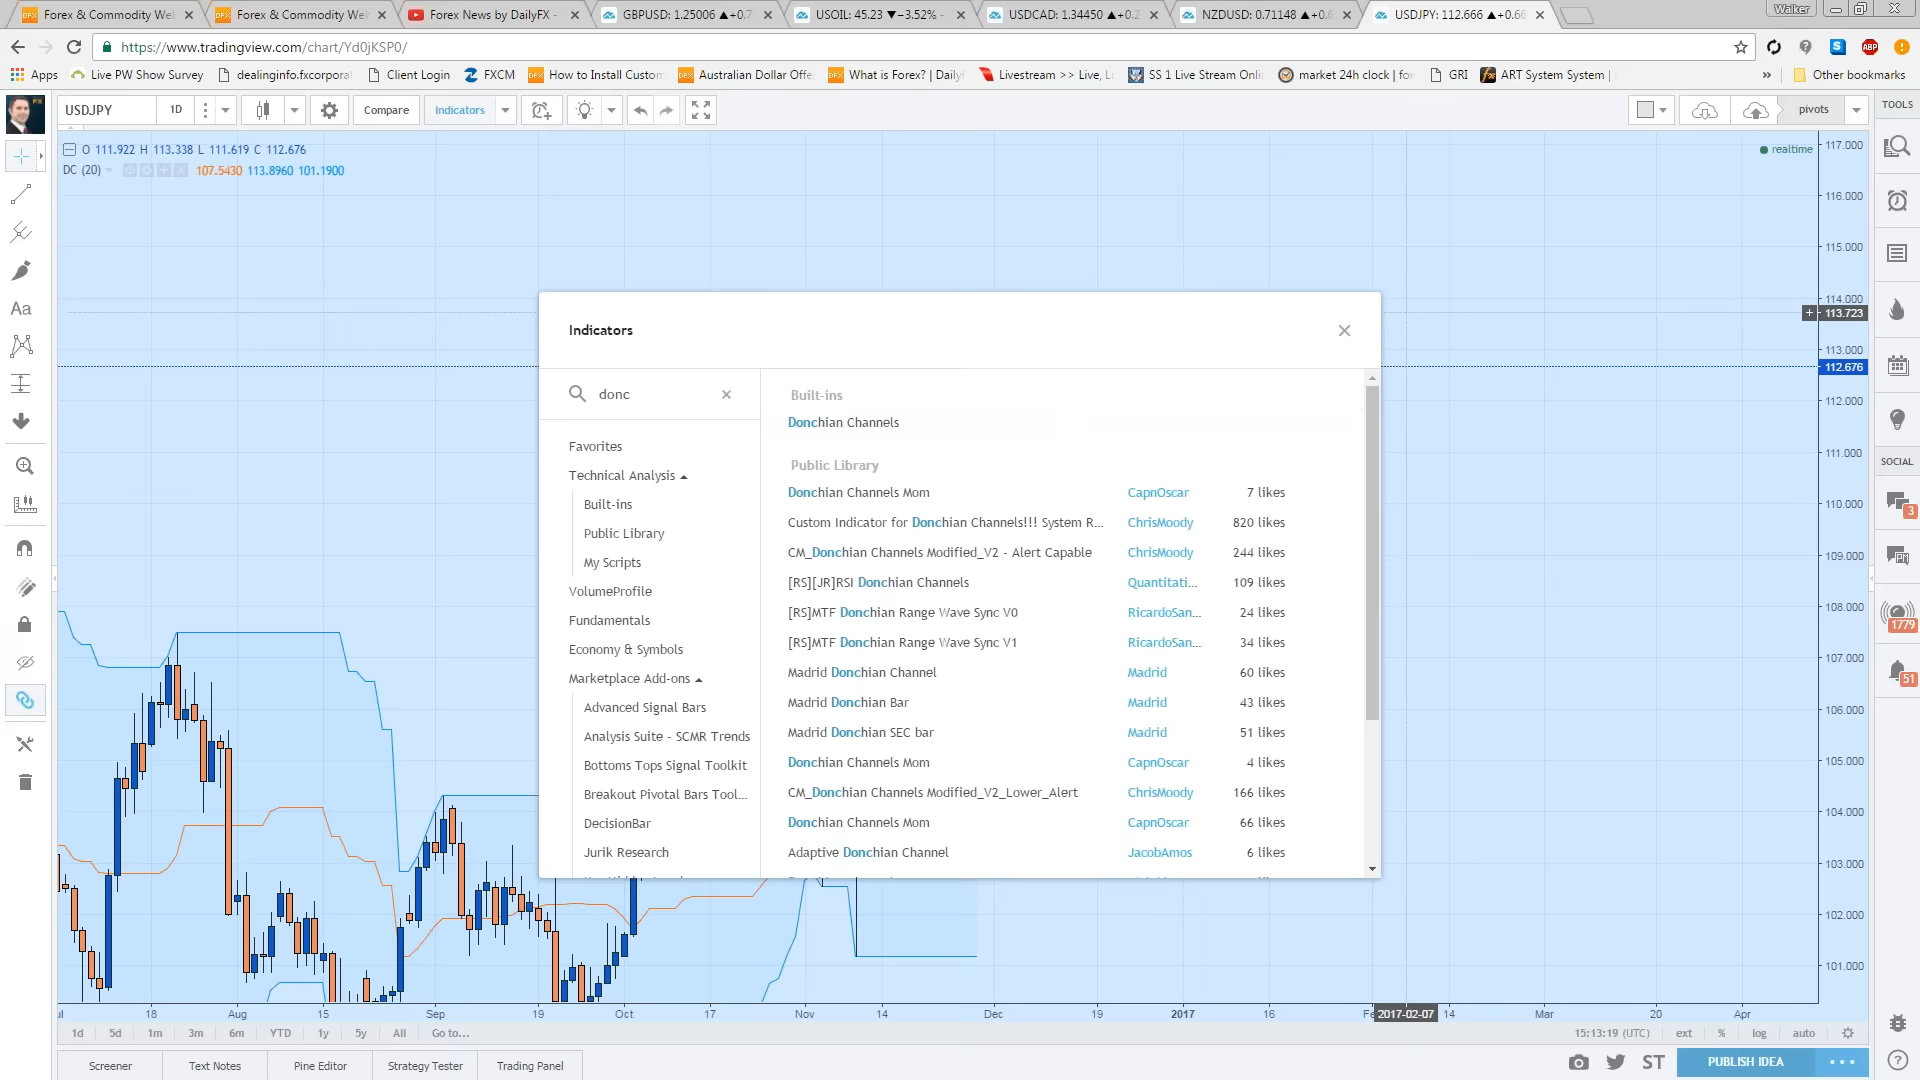 Forex & Commodity Wel
Forex & Commodity Weł
Forex News by DailyFX -
GBPUSD: 1.25006 ▲+0.7
USOIL: 45.23 ▼−3.52% -
USDCAD: 1.34450 ▲+0.2
NZDUSD: 0.71148 ▲+0.6
USDJPY: 112.666 ▲+0.66
Walker
https://www.tradingview.com/chart/Yd0jKSP0/
ABP
Apps
Live PW Show Survey
dealinginfo.fxcorporat
Client Login
FXCM
How to Install Custom
Australian Dollar Offe
What is Forex? | Daily
Livestream >> Live, L
SS 1 Live Stream Onli
market 24h clock | fo
GRI
ART System System |
»
Other bookmarks
USDJPY
1D
Compare
Indicators
pivots
TOOLS
O 111.922 H 113.338 L 111.619 C 112.676
realtime
DC (20)
107.5430 113.8960 101.1900
117.000
116.000
115.000
114.000
113.723
113.000
112.676
112.000
111.000
110.000
109.000
108.000
107.000
106.000
105.000
104.000
103.000
102.000
101.000
Aa
Indicators
donc
Favorites
Technical Analysis
Built-ins
Public Library
My Scripts
VolumeProfile
Fundamentals
Economy & Symbols
Marketplace Add-ons
Advanced Signal Bars
Analysis Suite - SCMR Trends
Bottoms Tops Signal Toolkit
Breakout Pivotal Bars Tool...
DecisionBar
Jurik Research
Built-ins
Donchian Channels
Public Library
Donchian Channels Mom CapnOscar 7 likes
Custom Indicator for Donchian Channels!!! System R... ChrisMoody 820 likes
CM_Donchian Channels Modified_V2 - Alert Capable ChrisMoody 244 likes
[RS][JR]RSI Donchian Channels Quantitati... 109 likes
[RS]MTF Donchian Range Wave Sync V0 RicardoSan... 24 likes
[RS]MTF Donchian Range Wave Sync V1 RicardoSan... 34 likes
Madrid Donchian Channel Madrid 60 likes
Madrid Donchian Bar Madrid 43 likes
Madrid Donchian SEC bar Madrid 51 likes
Donchian Channels Mom CapnOscar 4 likes
CM_Donchian Channels Modified_V2_Lower_Alert ChrisMoody 166 likes
Donchian Channels Mom CapnOscar 66 likes
Adaptive Donchian Channel JacobAmos 6 likes
SOCIAL
3
1779
51
18 Aug 15 Sep 19 Oct 17 Nov 14 Dec 19 2017 16 2017-02-07 14 Mar 20 Apr
1d 5d 1m 3m 6m YTD 1y 5y All Go to...
15:13:19 (UTC) ext % log auto
Screener
Text Notes
Pine Editor
Strategy Tester
Trading Panel
ST
PUBLISH IDEA